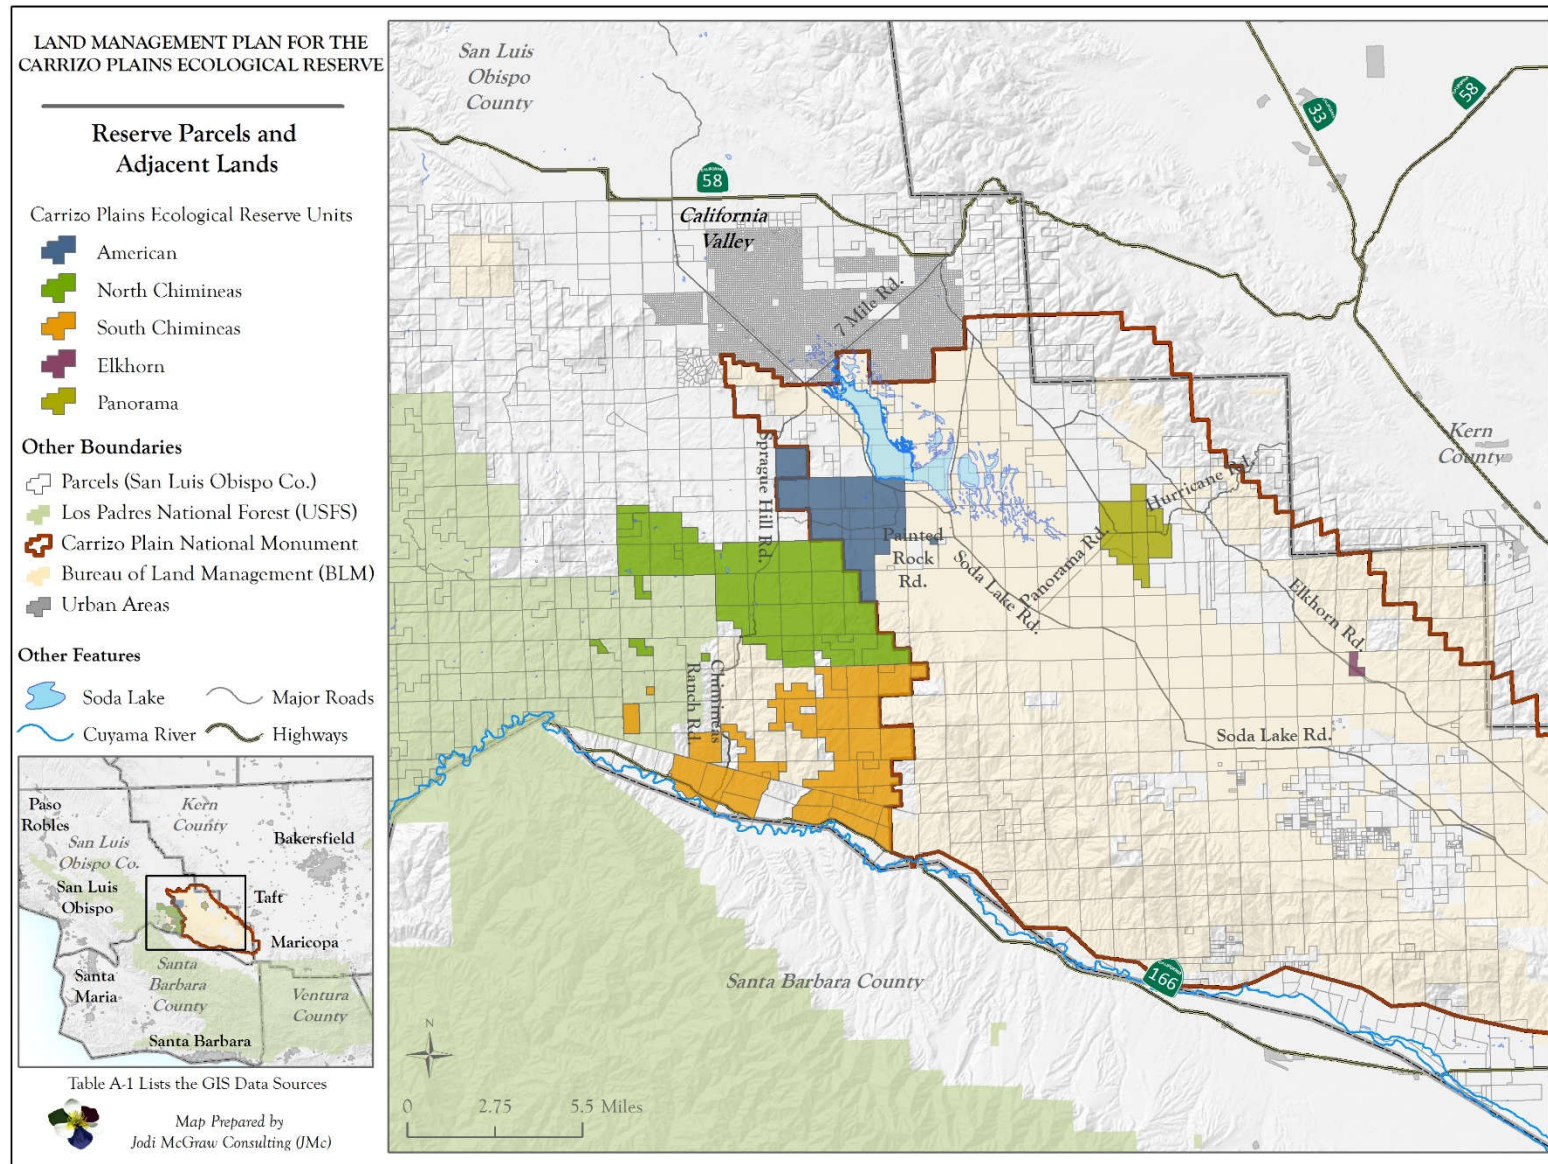 LAND MANAGEMENT PLAN FOR THE
CARRIZO PLAINS ECOLOGICAL RESERVE
Reserve Parcels and
Adjacent Lands
Carrizo Plains Ecological Reserve Units
American
North Chimineas
South Chimineas
Elkhorn
Panorama
Other Boundaries
Parcels (San Luis Obispo Co.)
Los Padres National Forest (USFS)
Carrizo Plain National Monument
Bureau of Land Management (BLM)
Urban Areas
Other Features
Soda Lake
Major Roads
Cuyama River
Highways
Paso
Robles
Kern
County
Bakersfield
San Luis
Obispo Co.
San Luis
Obispo
Taft
Maricopa
Santa
Maria
Santa
Barbara
County
Ventura
County
Santa Barbara
Table A-1 Lists the GIS Data Sources
Map Prepared by
Jodi McGraw Consulting (JMc)
San Luis
Obispo
County
CALIFORNIA
58
CALIFORNIA
33
CALIFORNIA
58
California
Valley
7 Mile Rd.
Kern
County
Sprague Hill Rd.
Hurricane Rd.
Painted
Rock
Rd.
Panorama Rd.
Soda Lake Rd.
Elkhorn Rd.
Chimineas
Ranch Rd.
Soda Lake Rd.
Santa Barbara County
CALIFORNIA
166
N
0 2.75 5.5 Miles